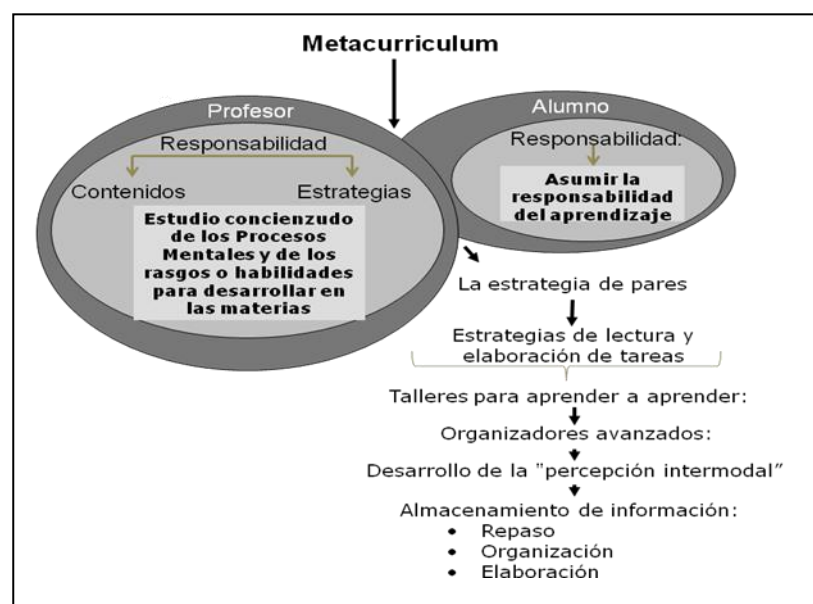 Metacurriculum
Profesor
Responsabilidad
Contenidos
Estrategias
Estudio concienzudo
de los Procesos
Mentales y de los
rasgos o habilidades
para desarrollar en
las materias
Alumno
Responsabilidad:
Asumir la
responsabilidad
del aprendizaje
La estrategia de pares
Estrategias de lectura y
elaboración de tareas
Talleres para aprender a aprender:
Organizadores avanzados:
Desarrollo de la "percepción intermodal"
Almacenamiento de información:
• Repaso
• Organización
• Elaboración